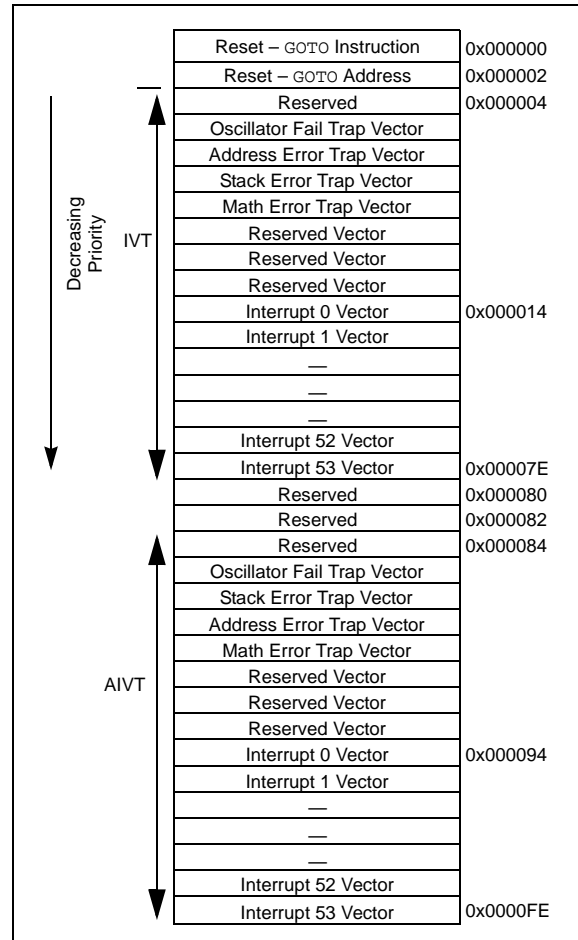 Reset – GOTO Instruction 0x000000
Reset – GOTO Address 0x000002
Reserved 0x000004
Oscillator Fail Trap Vector
Address Error Trap Vector
Stack Error Trap Vector
Math Error Trap Vector
Decreasing
Priority
IVT
Reserved Vector
Reserved Vector
Reserved Vector
Interrupt 0 Vector 0x000014
Interrupt 1 Vector
—
—
—
Interrupt 52 Vector
Interrupt 53 Vector 0x00007E
Reserved 0x000080
Reserved 0x000082
Reserved 0x000084
Oscillator Fail Trap Vector
Stack Error Trap Vector
Address Error Trap Vector
Math Error Trap Vector
AIVT
Reserved Vector
Reserved Vector
Reserved Vector
Interrupt 0 Vector 0x000094
Interrupt 1 Vector
—
—
—
Interrupt 52 Vector
Interrupt 53 Vector 0x0000FE